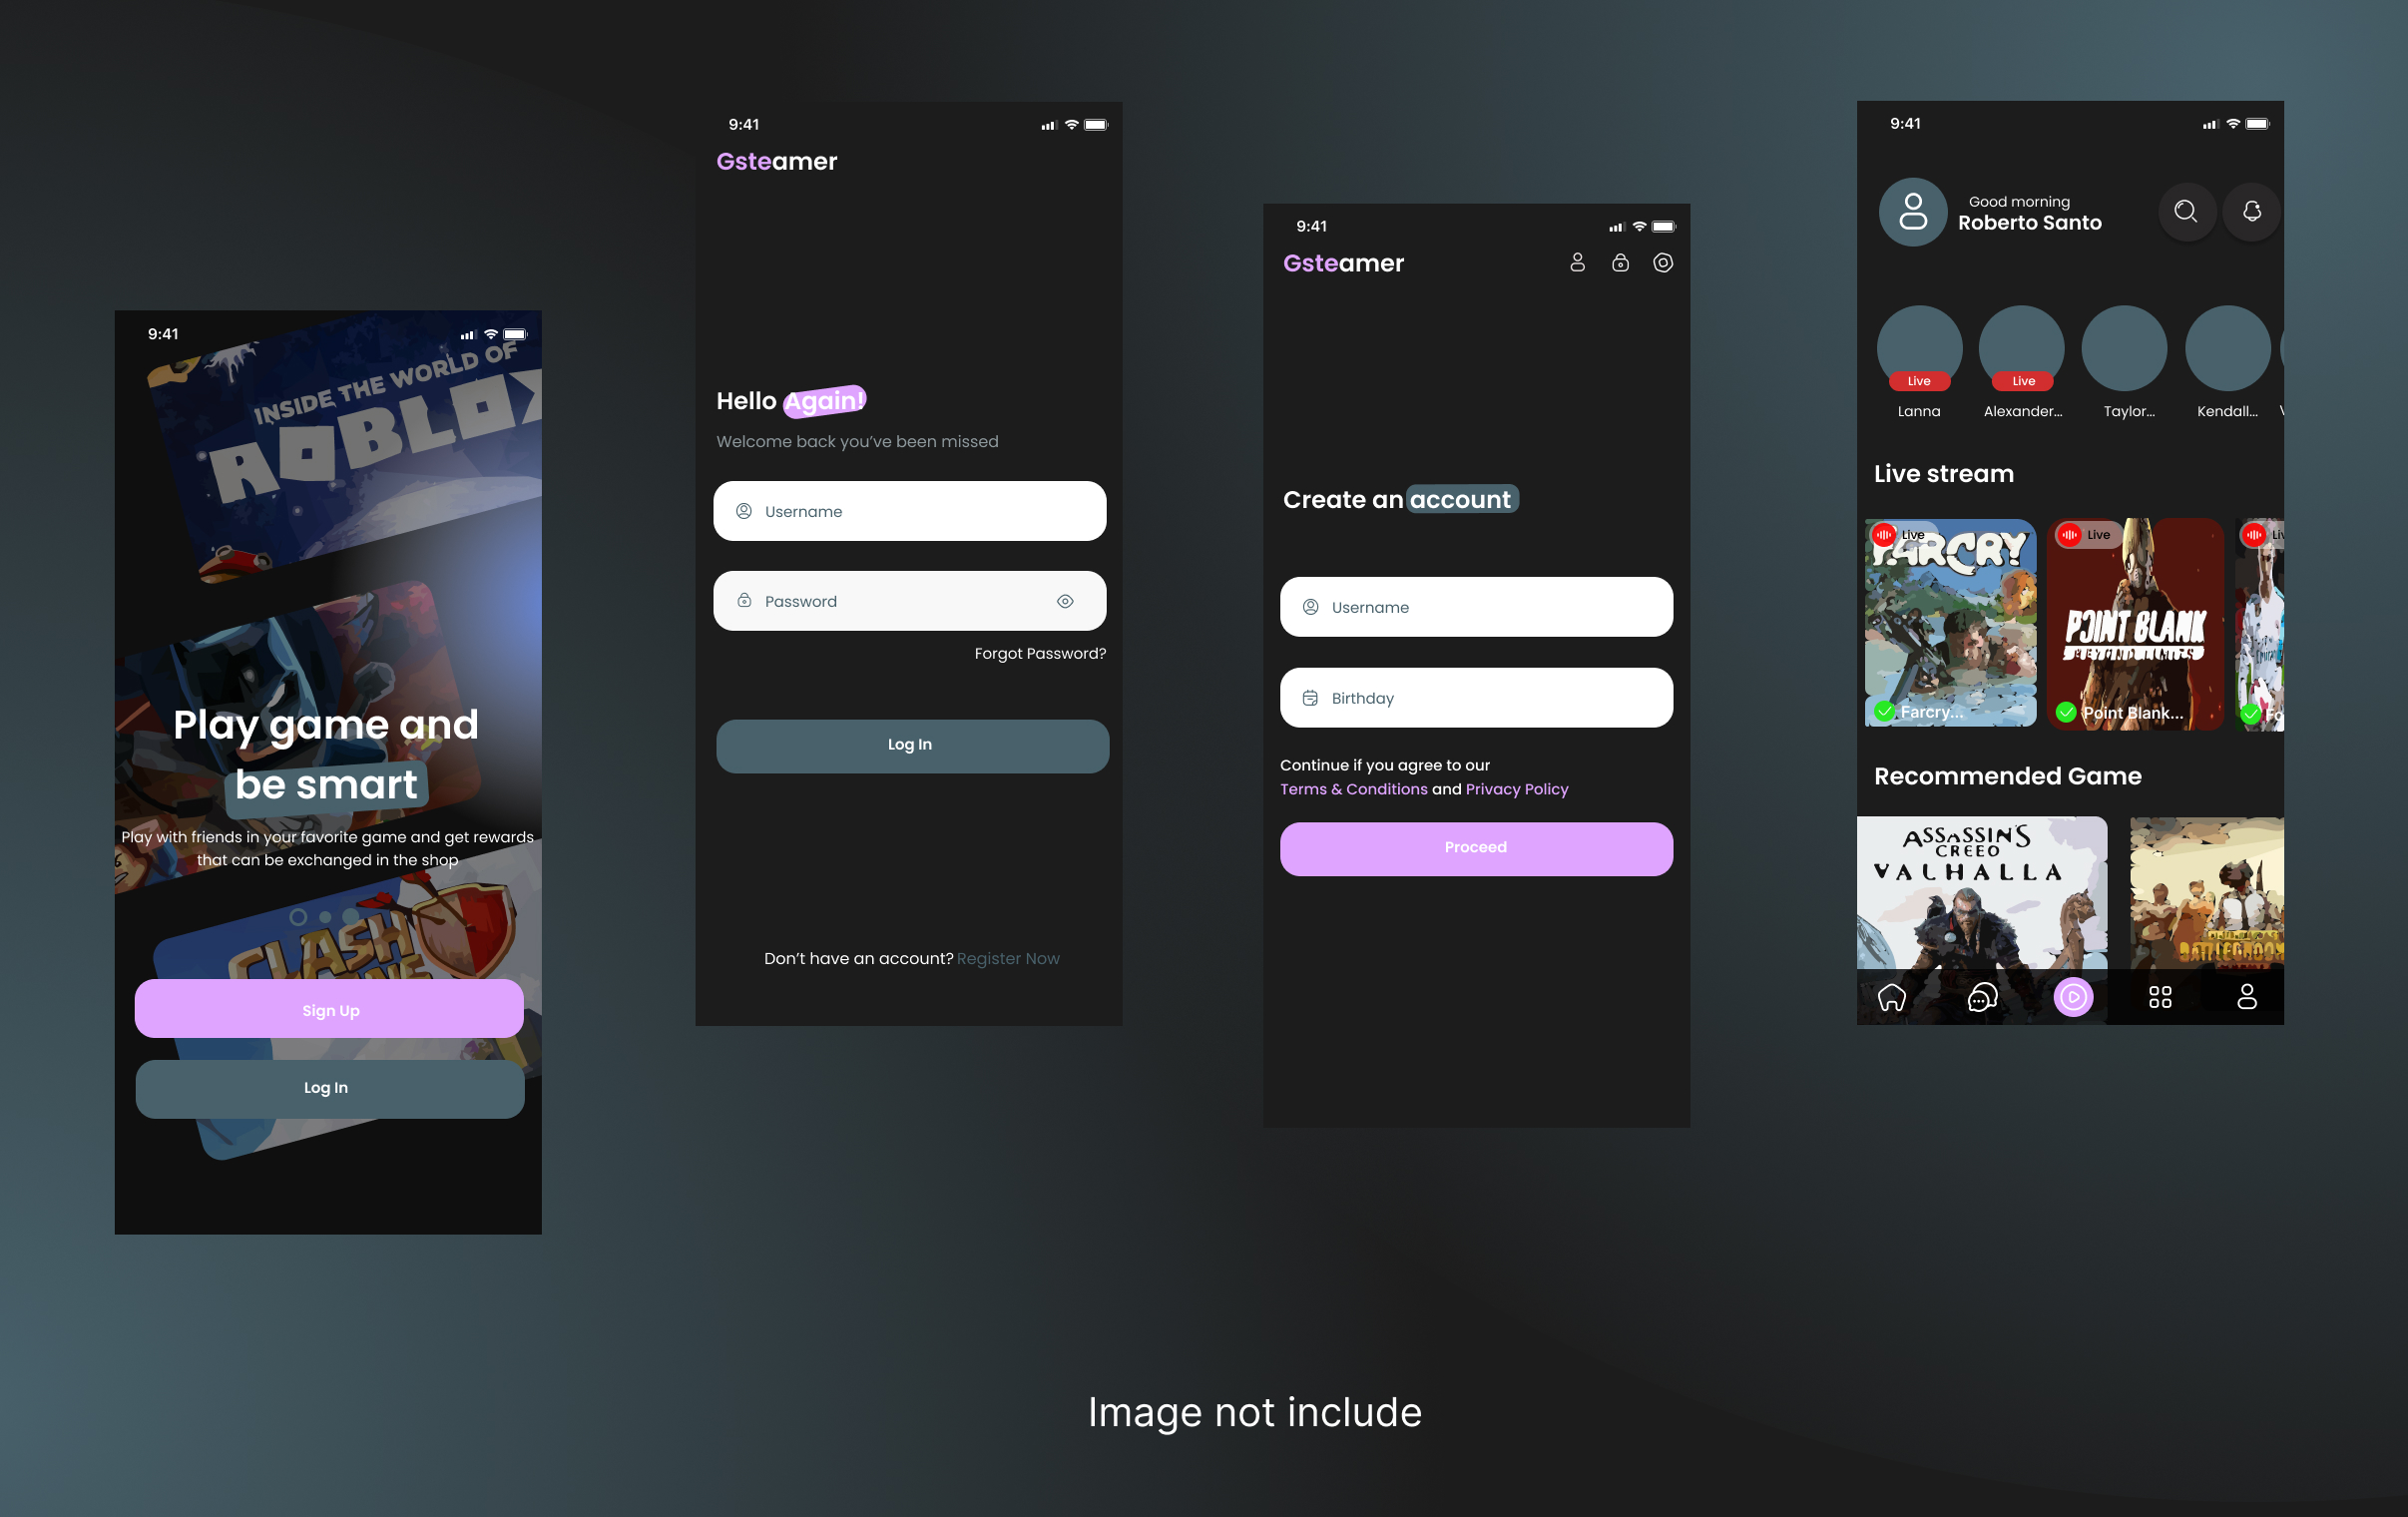 9:41
INSIDE THE WORLD OF
ROBLOX
Play game and
be smart
Play with friends in your favorite game and get rewards
that can be exchanged in the shop
CLASH
Sign Up
Log In
9:41
Gsteamer
Hello Again!
Welcome back you've been missed
Username
Password
Forgot Password?
Log In
Don't have an account? Register Now
9:41
Gsteamer
Create an account
Username
Birthday
Continue if you agree to our
Terms & Conditions and Privacy Policy
Proceed
9:41
Good morning
Roberto Santo
Live
Live
Lanna
Alexander...
Taylor...
Kendall...
Live stream
Live
Live
Liv
FARCRY
POINT BLANK
Farcry...
Point Blank...
Fo
Recommended Game
ASSASSIN'S
CREED
VALHALLA
BATTLEGROU
Image not include